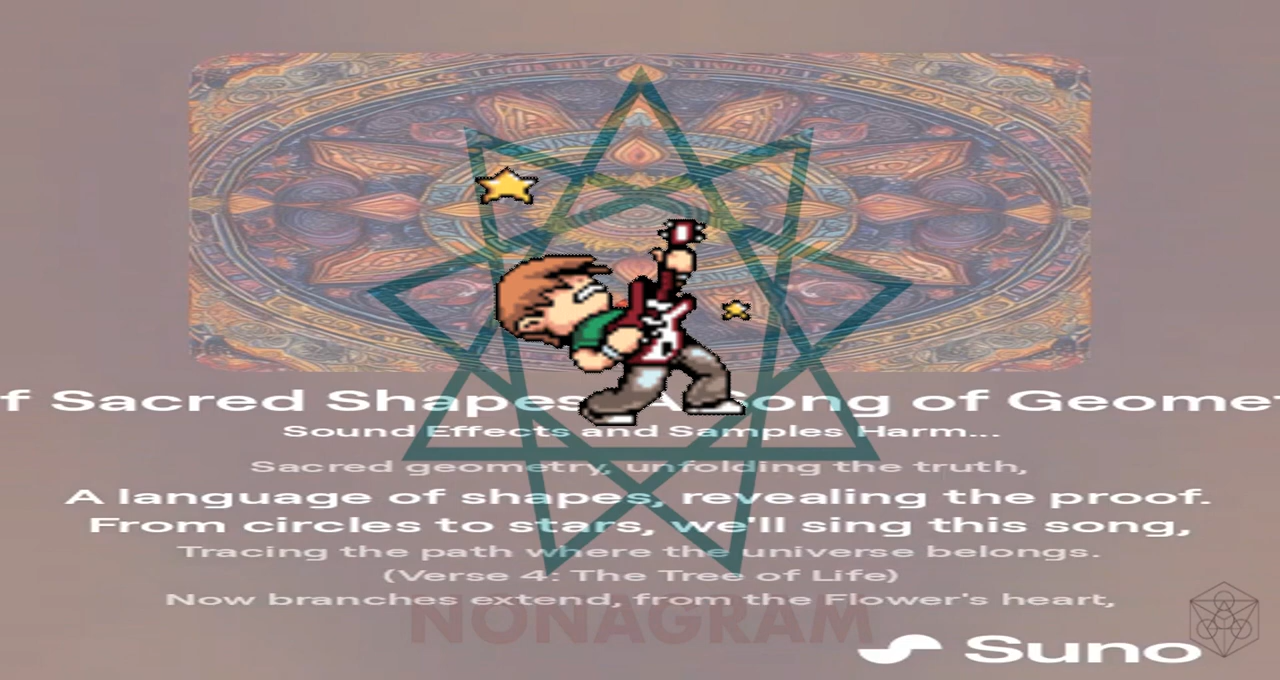 f Sacred Shapes: A Song of Geomet
Sound Effects and Samples Harm...
Sacred geometry, unfolding the truth,
A language of shapes, revealing the proof.
From circles to stars, we'll sing this song,
Tracing the path where the universe belongs.
(Verse 4: The Tree of Life)
Now branches extend, from the Flower's heart,
NONAGRAM
Suno